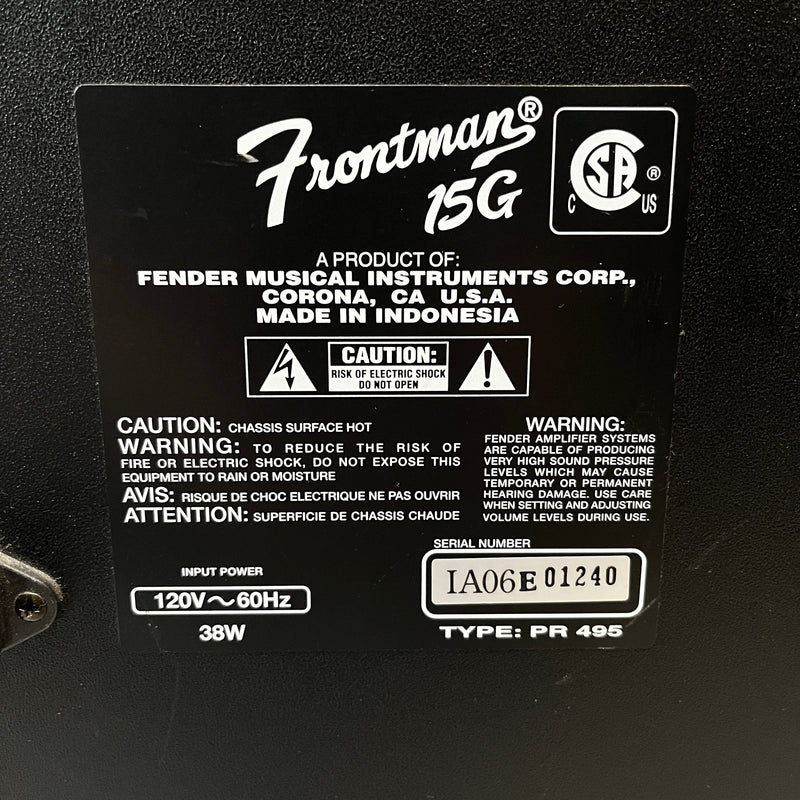 Frontman®
15G
CSA®
C US
A PRODUCT OF:
FENDER MUSICAL INSTRUMENTS CORP.,
CORONA, CA U.S.A.
MADE IN INDONESIA
CAUTION:
RISK OF ELECTRIC SHOCK
DO NOT OPEN
CAUTION: CHASSIS SURFACE HOT
WARNING: TO REDUCE THE RISK OF
FIRE OR ELECTRIC SHOCK, DO NOT EXPOSE THIS
EQUIPMENT TO RAIN OR MOISTURE
AVIS: RISQUE DE CHOC ELECTRIQUE NE PAS OUVRIR
ATTENTION: SUPERFICIE DE CHASSIS CHAUDE
WARNING:
FENDER AMPLIFIER SYSTEMS
ARE CAPABLE OF PRODUCING
VERY HIGH SOUND PRESSURE
LEVELS WHICH MAY CAUSE
TEMPORARY OR PERMANENT
HEARING DAMAGE. USE CARE
WHEN SETTING AND ADJUSTING
VOLUME LEVELS DURING USE.
INPUT POWER
120V～60Hz
38W
SERIAL NUMBER
IA06E01240
TYPE: PR 495